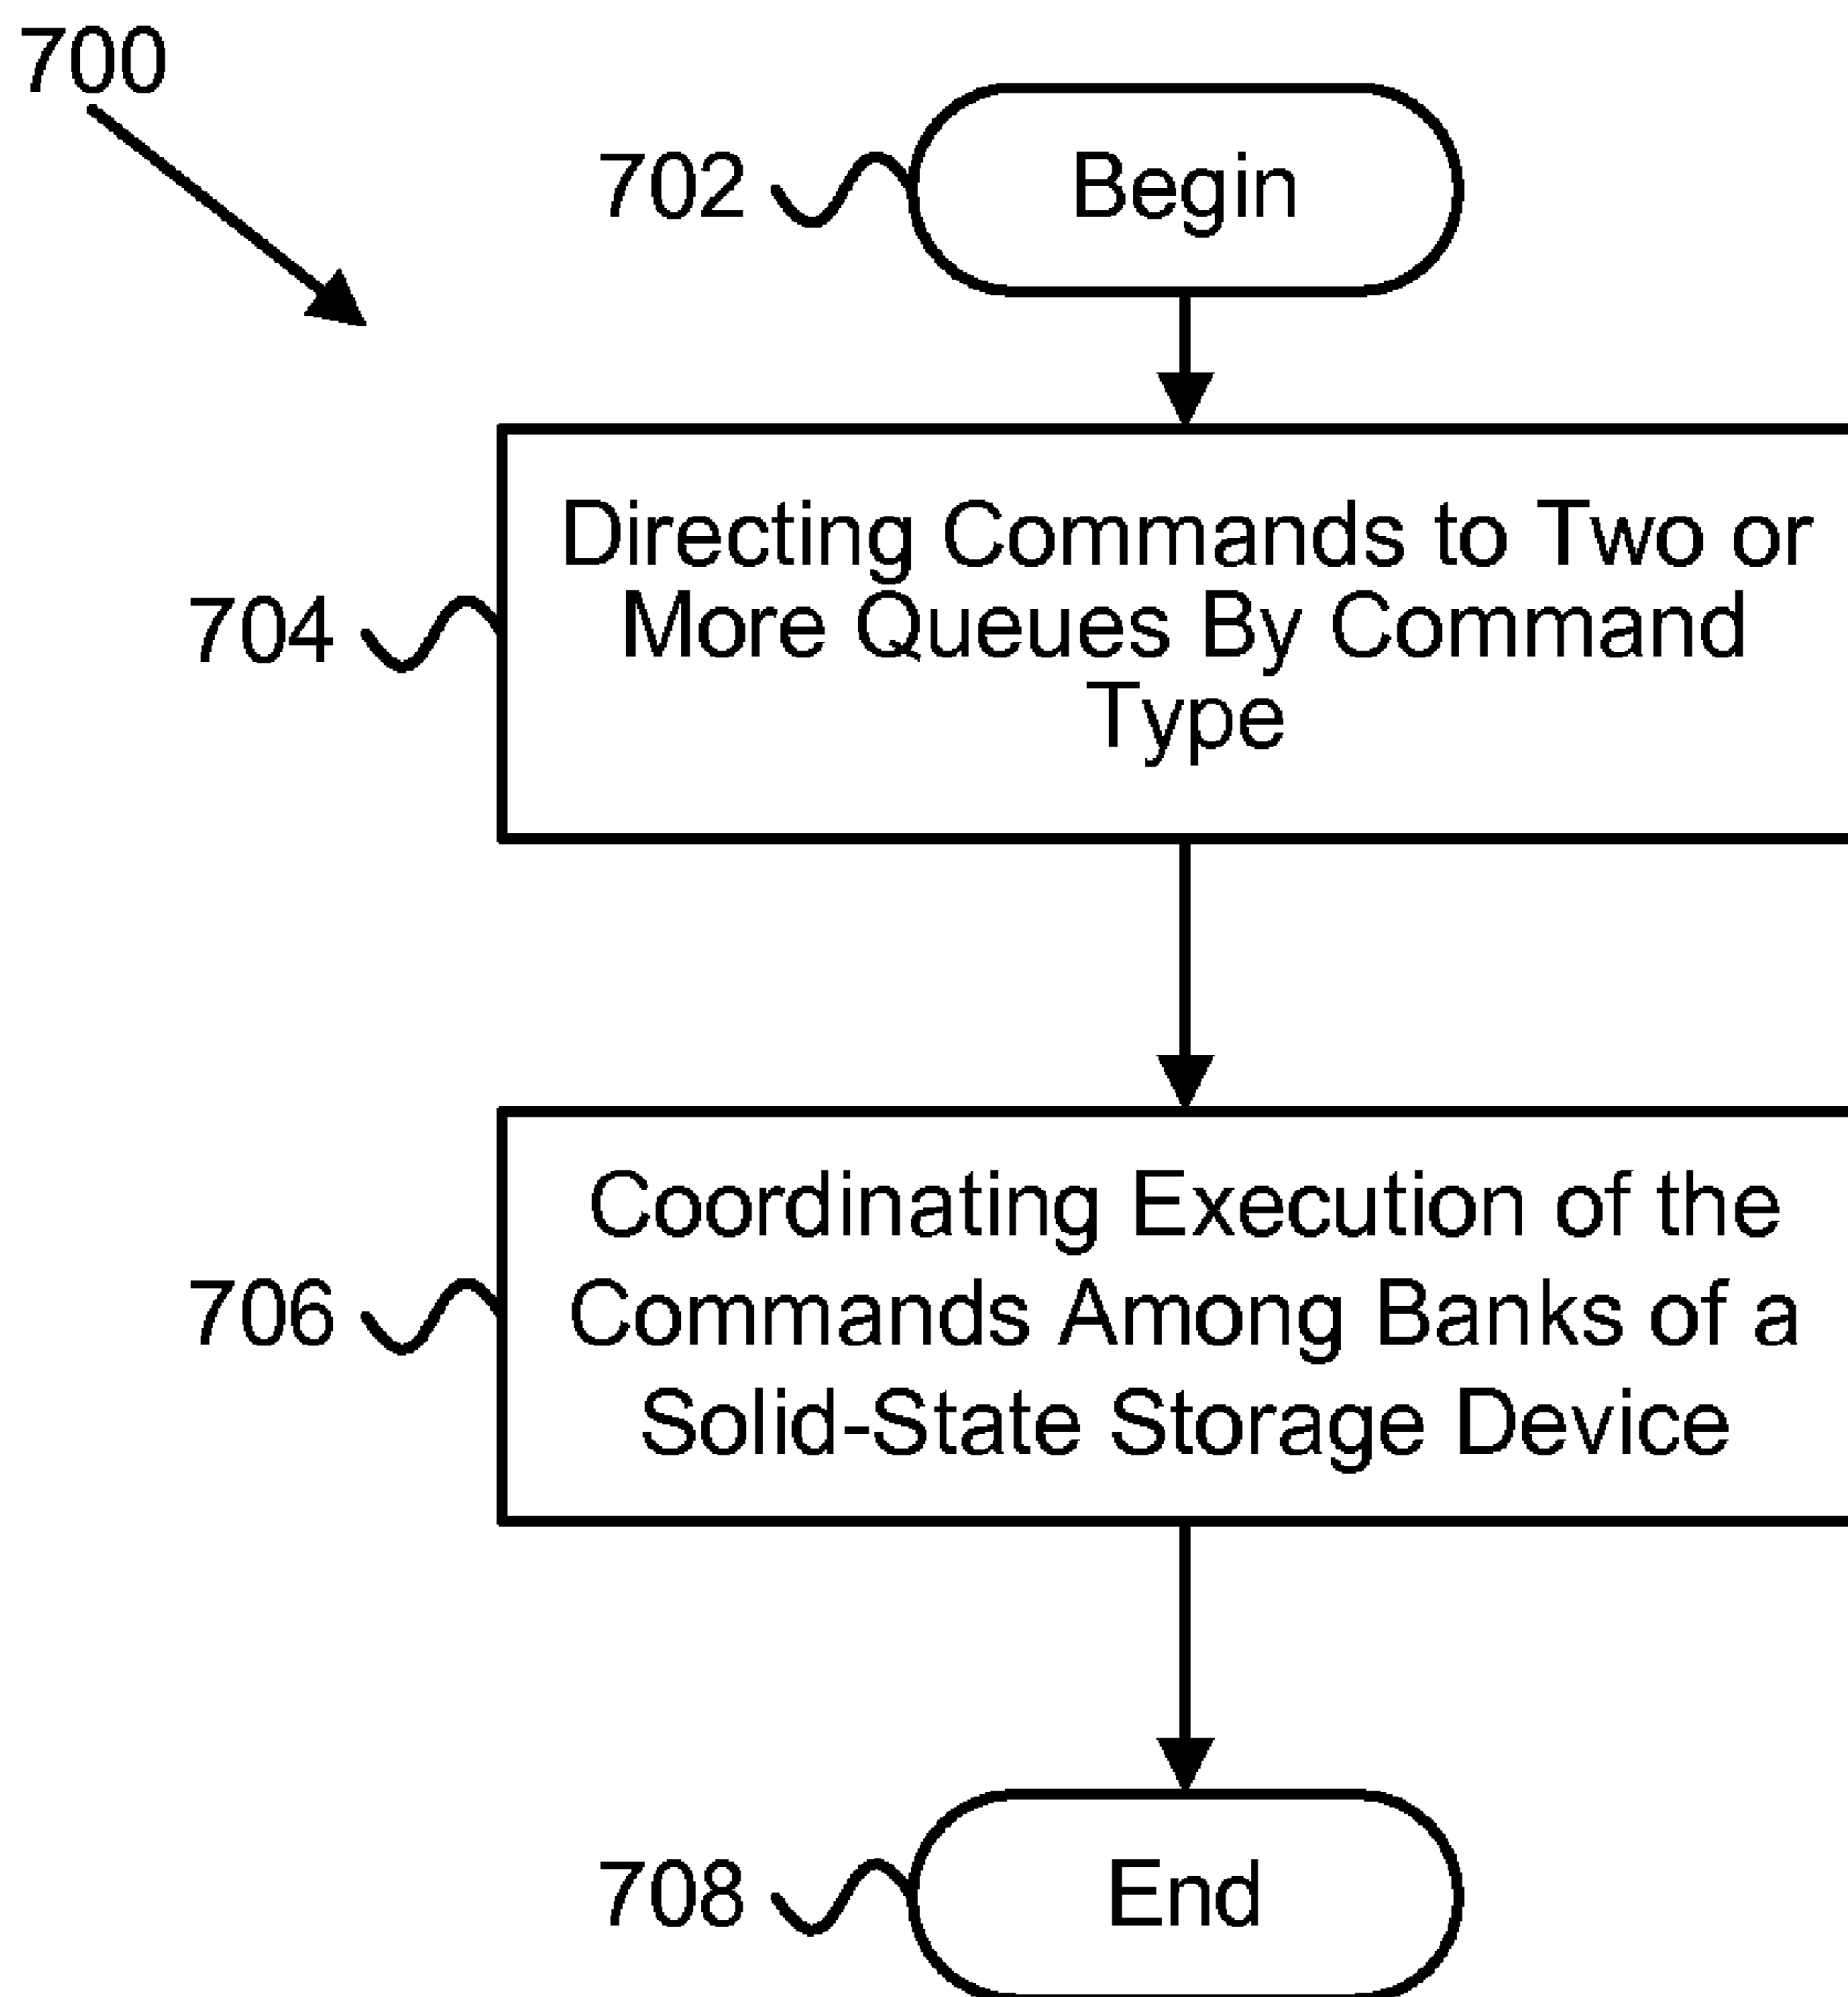 700
702
Begin
Directing Commands to Two or
More Queues By Command
Type
704
Coordinating Execution of the
Commands Among Banks of a
Solid-State Storage Device
706
708
End